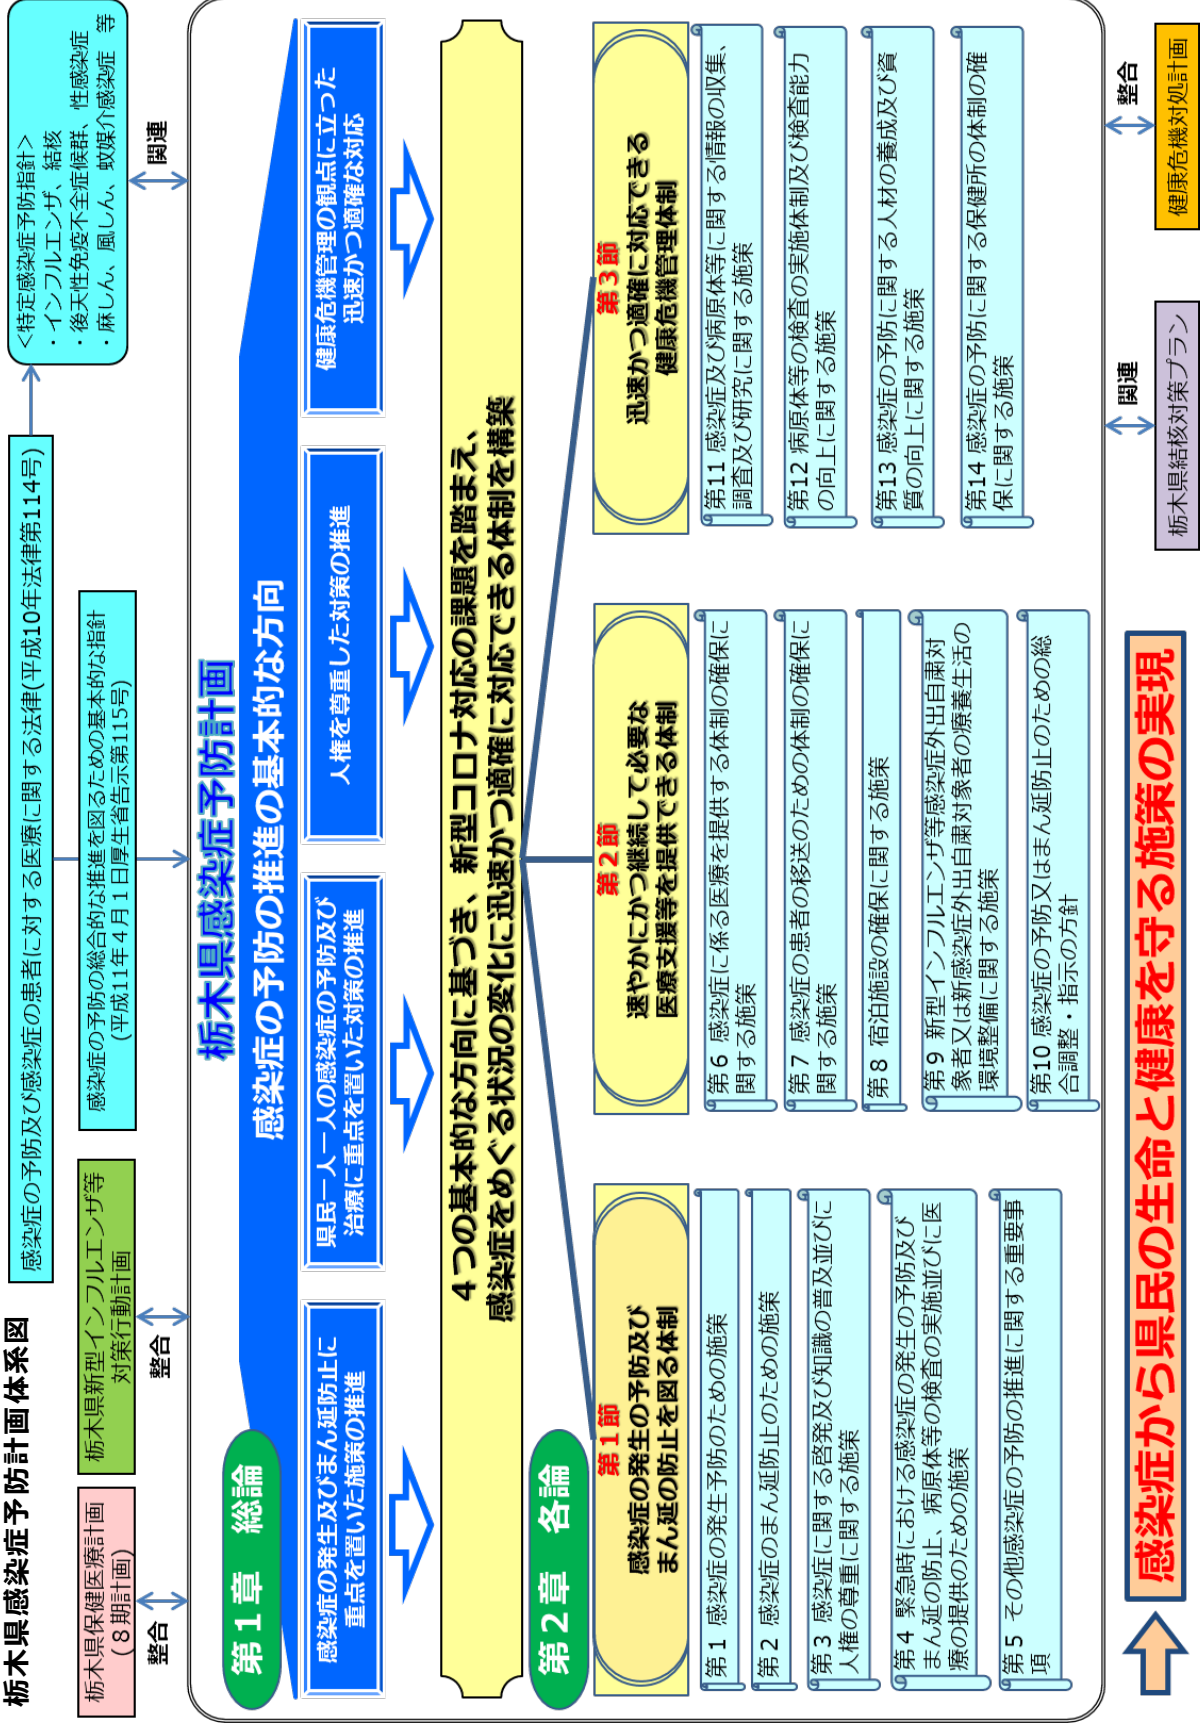 栃木県感染症予防計画体系図
感染症の予防及び感染症の患者に対する医療に関する法律(平成10年法律第114号)
<特定感染症予防指針>
・インフルエンザ、結核
・後天性免疫不全症候群、性感染症
・麻しん、風しん、蚊媒介感染症　等
栃木県保健医療計画
(８期計画)
栃木県新型インフルエンザ等
対策行動計画
感染症の予防の総合的な推進を図るための基本的な指針
(平成11年４月１日厚生省告示第115号)
整合
整合
関連
栃木県感染症予防計画
第１章　総論
感染症の予防の推進の基本的な方向
感染症の発生及びまん延防止に
重点を置いた施策の推進
県民一人一人の感染症の予防及び
治療に重点を置いた対策の推進
人権を尊重した対策の推進
健康危機管理の観点に立った
迅速かつ適確な対応
４つの基本的な方向に基づき、新型コロナ対応の課題を踏まえ、
感染症をめぐる状況の変化に迅速かつ適確に対応できる体制を構築
第２章　各論
第１節
感染症の発生の予防及び
まん延の防止を図る体制
第１ 感染症の発生予防のための施策
第２ 感染症のまん延防止のための施策
第３ 感染症に関する啓発及び知識の普及並びに
人権の尊重に関する施策
第４ 緊急時における感染症の発生の予防及び
まん延の防止、病原体等の検査の実施並びに医
療の提供のための施策
第５ その他感染症の予防の推進に関する重要事
項
第２節
速やかにかつ継続して必要な
医療支援等を提供できる体制
第６ 感染症に係る医療を提供する体制の確保に
関する施策
第７ 感染症の患者の移送のための体制の確保に
関する施策
第８ 宿泊施設の確保に関する施策
第９ 新型インフルエンザ等感染症外出自粛対
象者又は新感染症外出自粛対象者の療養生活の
環境整備に関する施策
第10 感染症の予防又はまん延防止のための総
合調整・指示の方針
第３節
迅速かつ適確に対応できる
健康危機管理体制
第11 感染症及び病原体等に関する情報の収集、
調査及び研究に関する施策
第12 病原体等の検査の実施体制及び検査能力
の向上に関する施策
第13 感染症の予防に関する人材の養成及び資
質の向上に関する施策
第14 感染症の予防に関する保健所の体制の確
保に関する施策
感染症から県民の生命と健康を守る施策の実現
関連
整合
栃木県結核対策プラン
健康危機対処計画